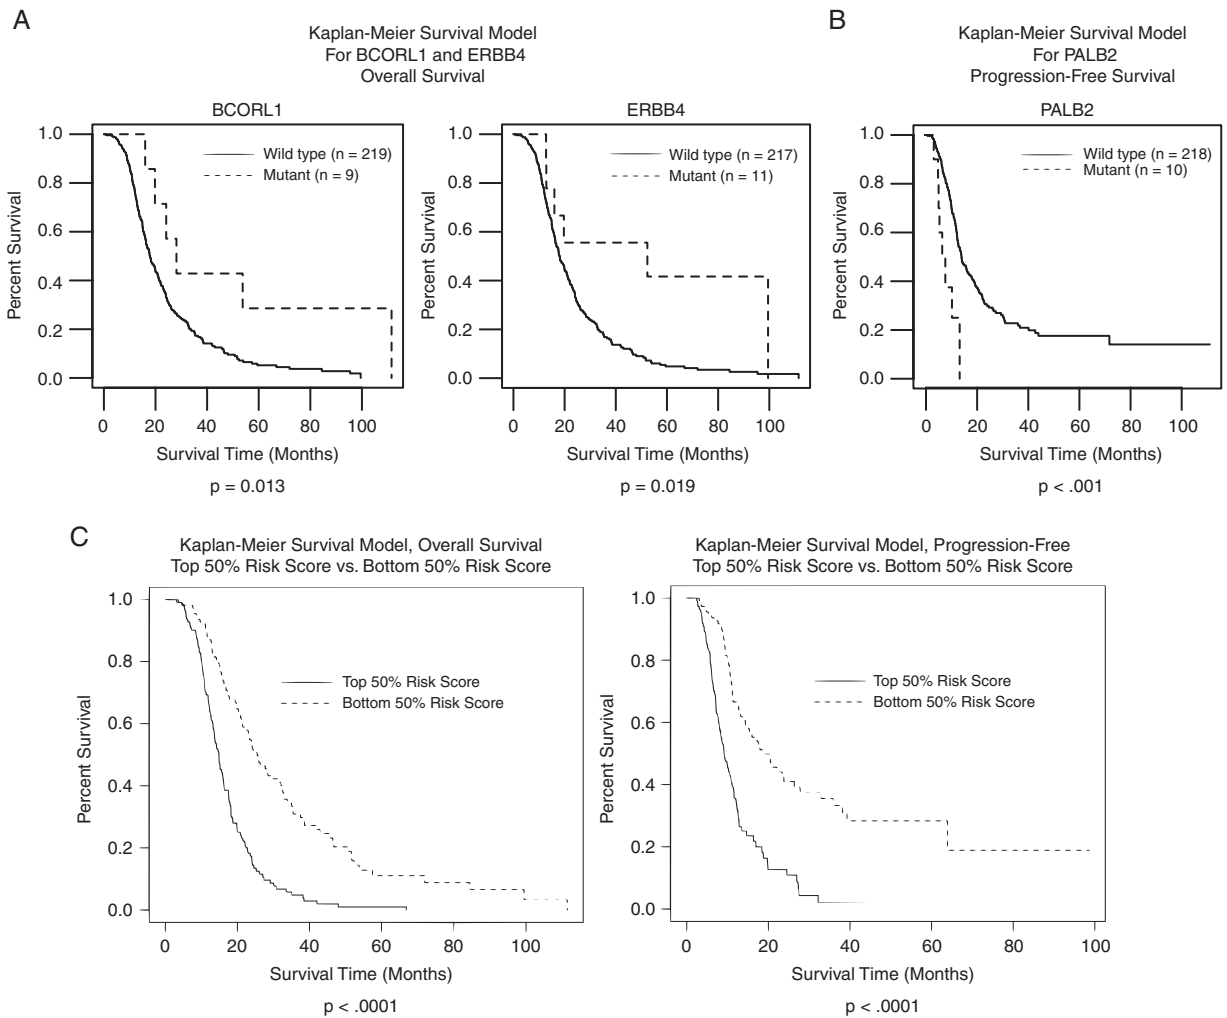 A
Kaplan-Meier Survival Model
For BCORL1 and ERBB4
Overall Survival
BCORL1
Percent Survival
1.0
0.8
0.6
0.4
0.2
0.0
Wild type (n = 219)
Mutant (n = 9)
0 20 40 60 80 100
Survival Time (Months)
p = 0.013
ERBB4
Percent Survival
1.0
0.8
0.6
0.4
0.2
0.0
Wild type (n = 217)
Mutant (n = 11)
0 20 40 60 80 100
Survival Time (Months)
p = 0.019
B
Kaplan-Meier Survival Model
For PALB2
Progression-Free Survival
PALB2
Percent Survival
1.0
0.8
0.6
0.4
0.2
0.0
Wild type (n = 218)
Mutant (n = 10)
0 20 40 60 80 100
Survival Time (Months)
p < .001
C
Kaplan-Meier Survival Model, Overall Survival
Top 50% Risk Score vs. Bottom 50% Risk Score
Percent Survival
1.0
0.8
0.6
0.4
0.2
0.0
Top 50% Risk Score
Bottom 50% Risk Score
0 20 40 60 80 100
Survival Time (Months)
p < .0001
Kaplan-Meier Survival Model, Progression-Free
Top 50% Risk Score vs. Bottom 50% Risk Score
Percent Survival
1.0
0.8
0.6
0.4
0.2
0.0
Top 50% Risk Score
Bottom 50% Risk Score
0 20 40 60 80 100
Survival Time (Months)
p < .0001